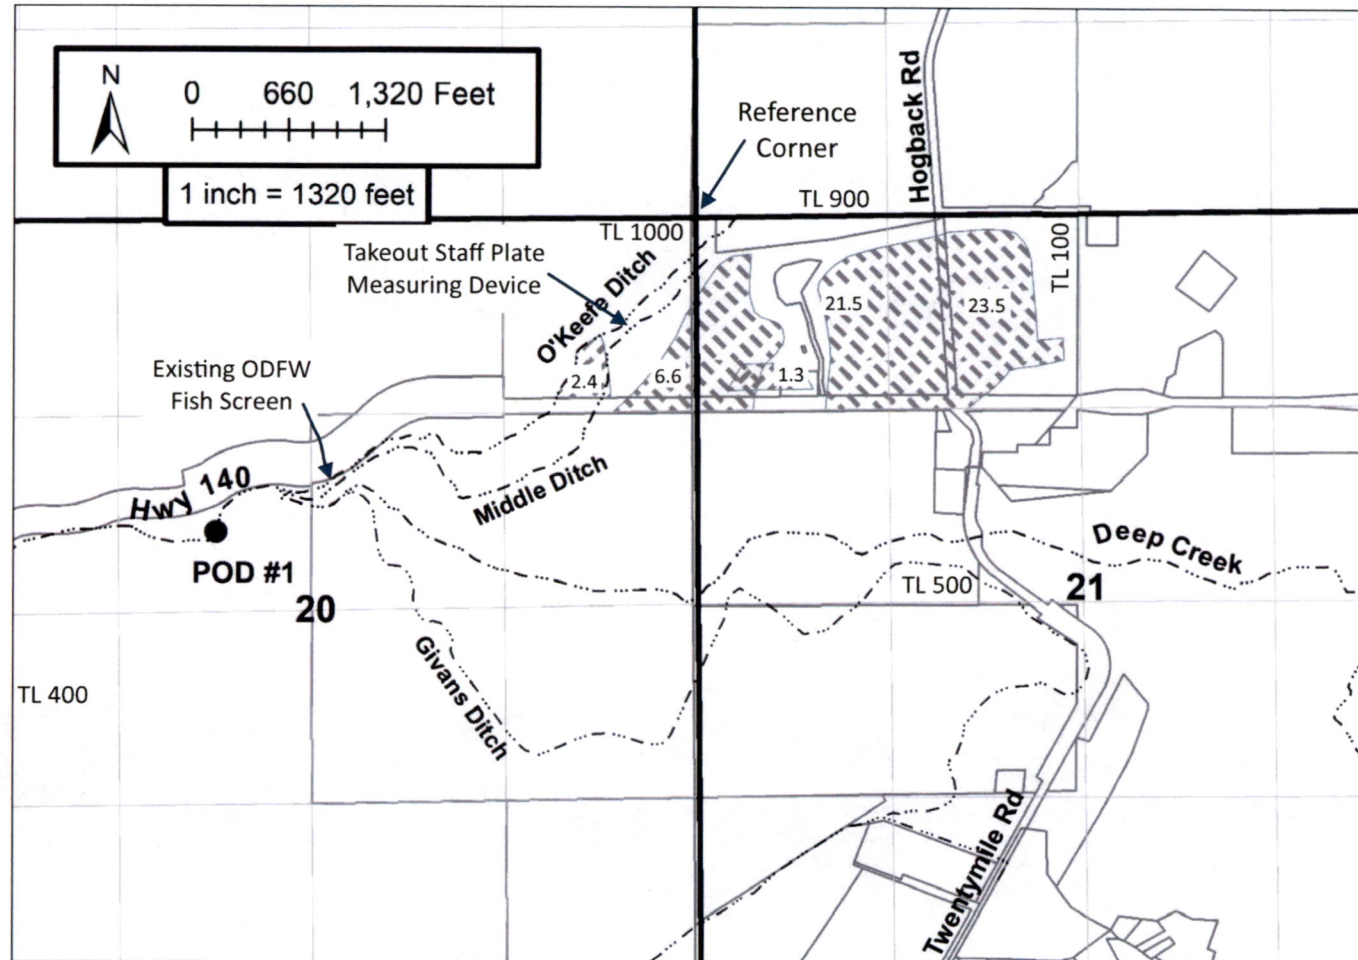 N
0 660 1,320 Feet
1 inch = 1320 feet
Reference
Corner
Hogback Rd
TL 900
TL 1000
TL 100
Takeout Staff Plate
Measuring Device
O'Keefe Ditch
21.5
23.5
Existing ODFW
Fish Screen
2.4
6.6
1.3
Hwy 140
Middle Ditch
POD #1
Deep Creek
20
TL 500
21
Givans Ditch
TL 400
Twentymile Rd